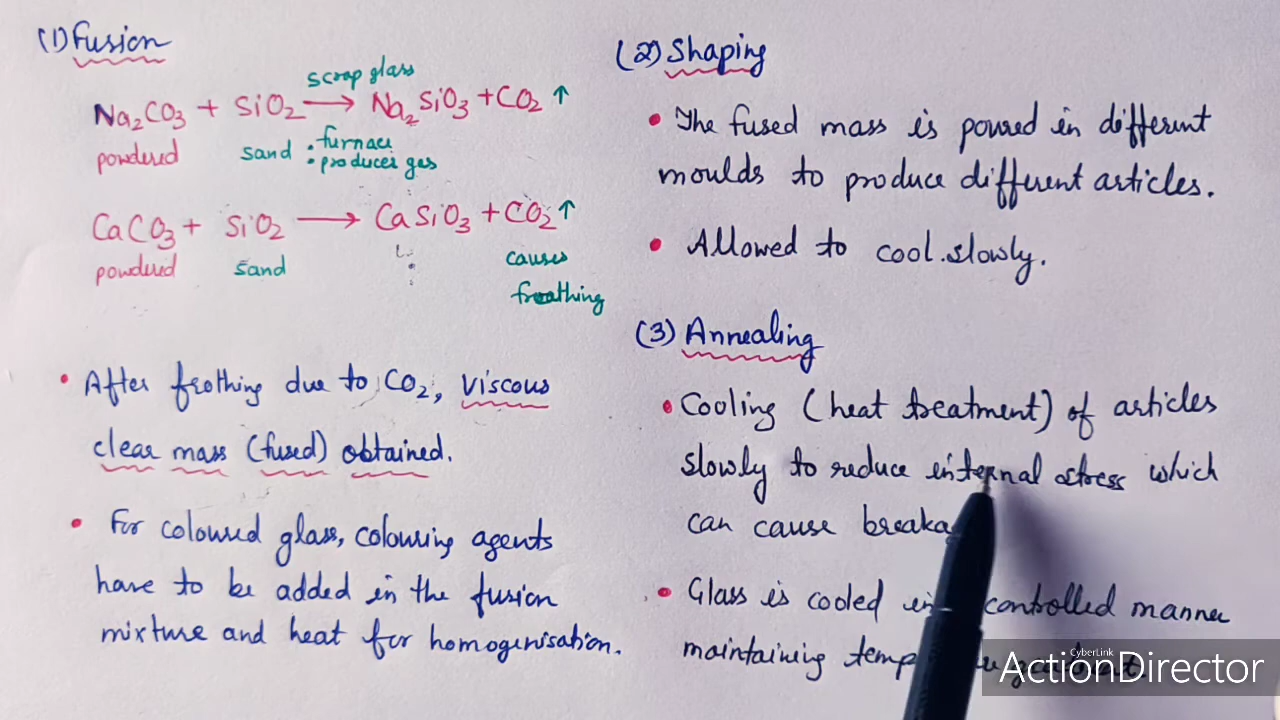 (1) Fusion
scrap glass
Na2CO3 + SiO2 → Na2SiO3 + CO2 ↑
powdered sand • furnace
• producer gas
CaCO3 + SiO2 → CaSiO3 + CO2 ↑
powdered sand causes
frothing
• After frothing due to CO2, viscous
clear mass (fused) obtained.
• For coloured glass, colouring agents
have to be added in the fusion
mixture and heat for homogenisation.
(2) Shaping
• The fused mass is poured in different
moulds to produce different articles.
• Allowed to cool slowly.
(3) Annealing
• Cooling (heat treatment) of articles
slowly to reduce internal stress which
can cause breaka
• Glass is cooled in controlled manner
maintaining temp
CyberLink
ActionDirector